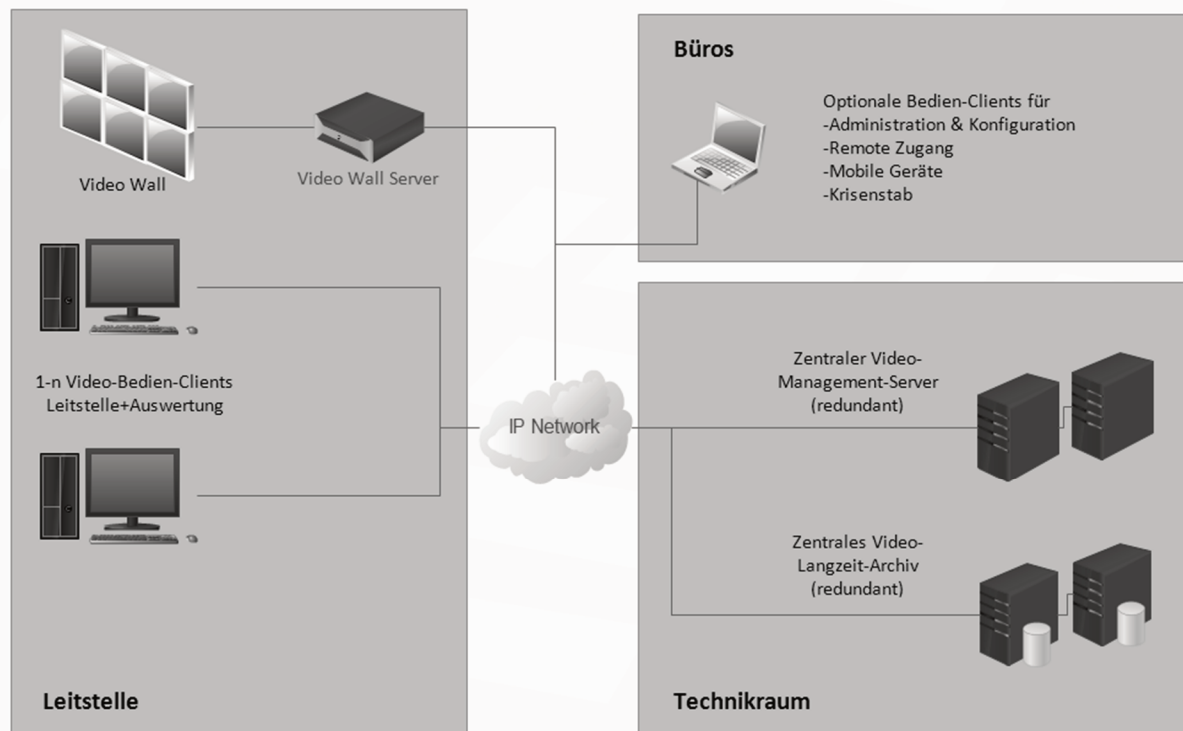 Video Wall
Video Wall Server
1-n Video-Bedien-Clients
Leitstelle+Auswertung
Leitstelle
IP Network
Büros
Optionale Bedien-Clients für
-Administration & Konfiguration
-Remote Zugang
-Mobile Geräte
-Krisenstab
Zentraler Video-
Management-Server
(redundant)
Zentrales Video-
Langzeit-Archiv
(redundant)
Technikraum